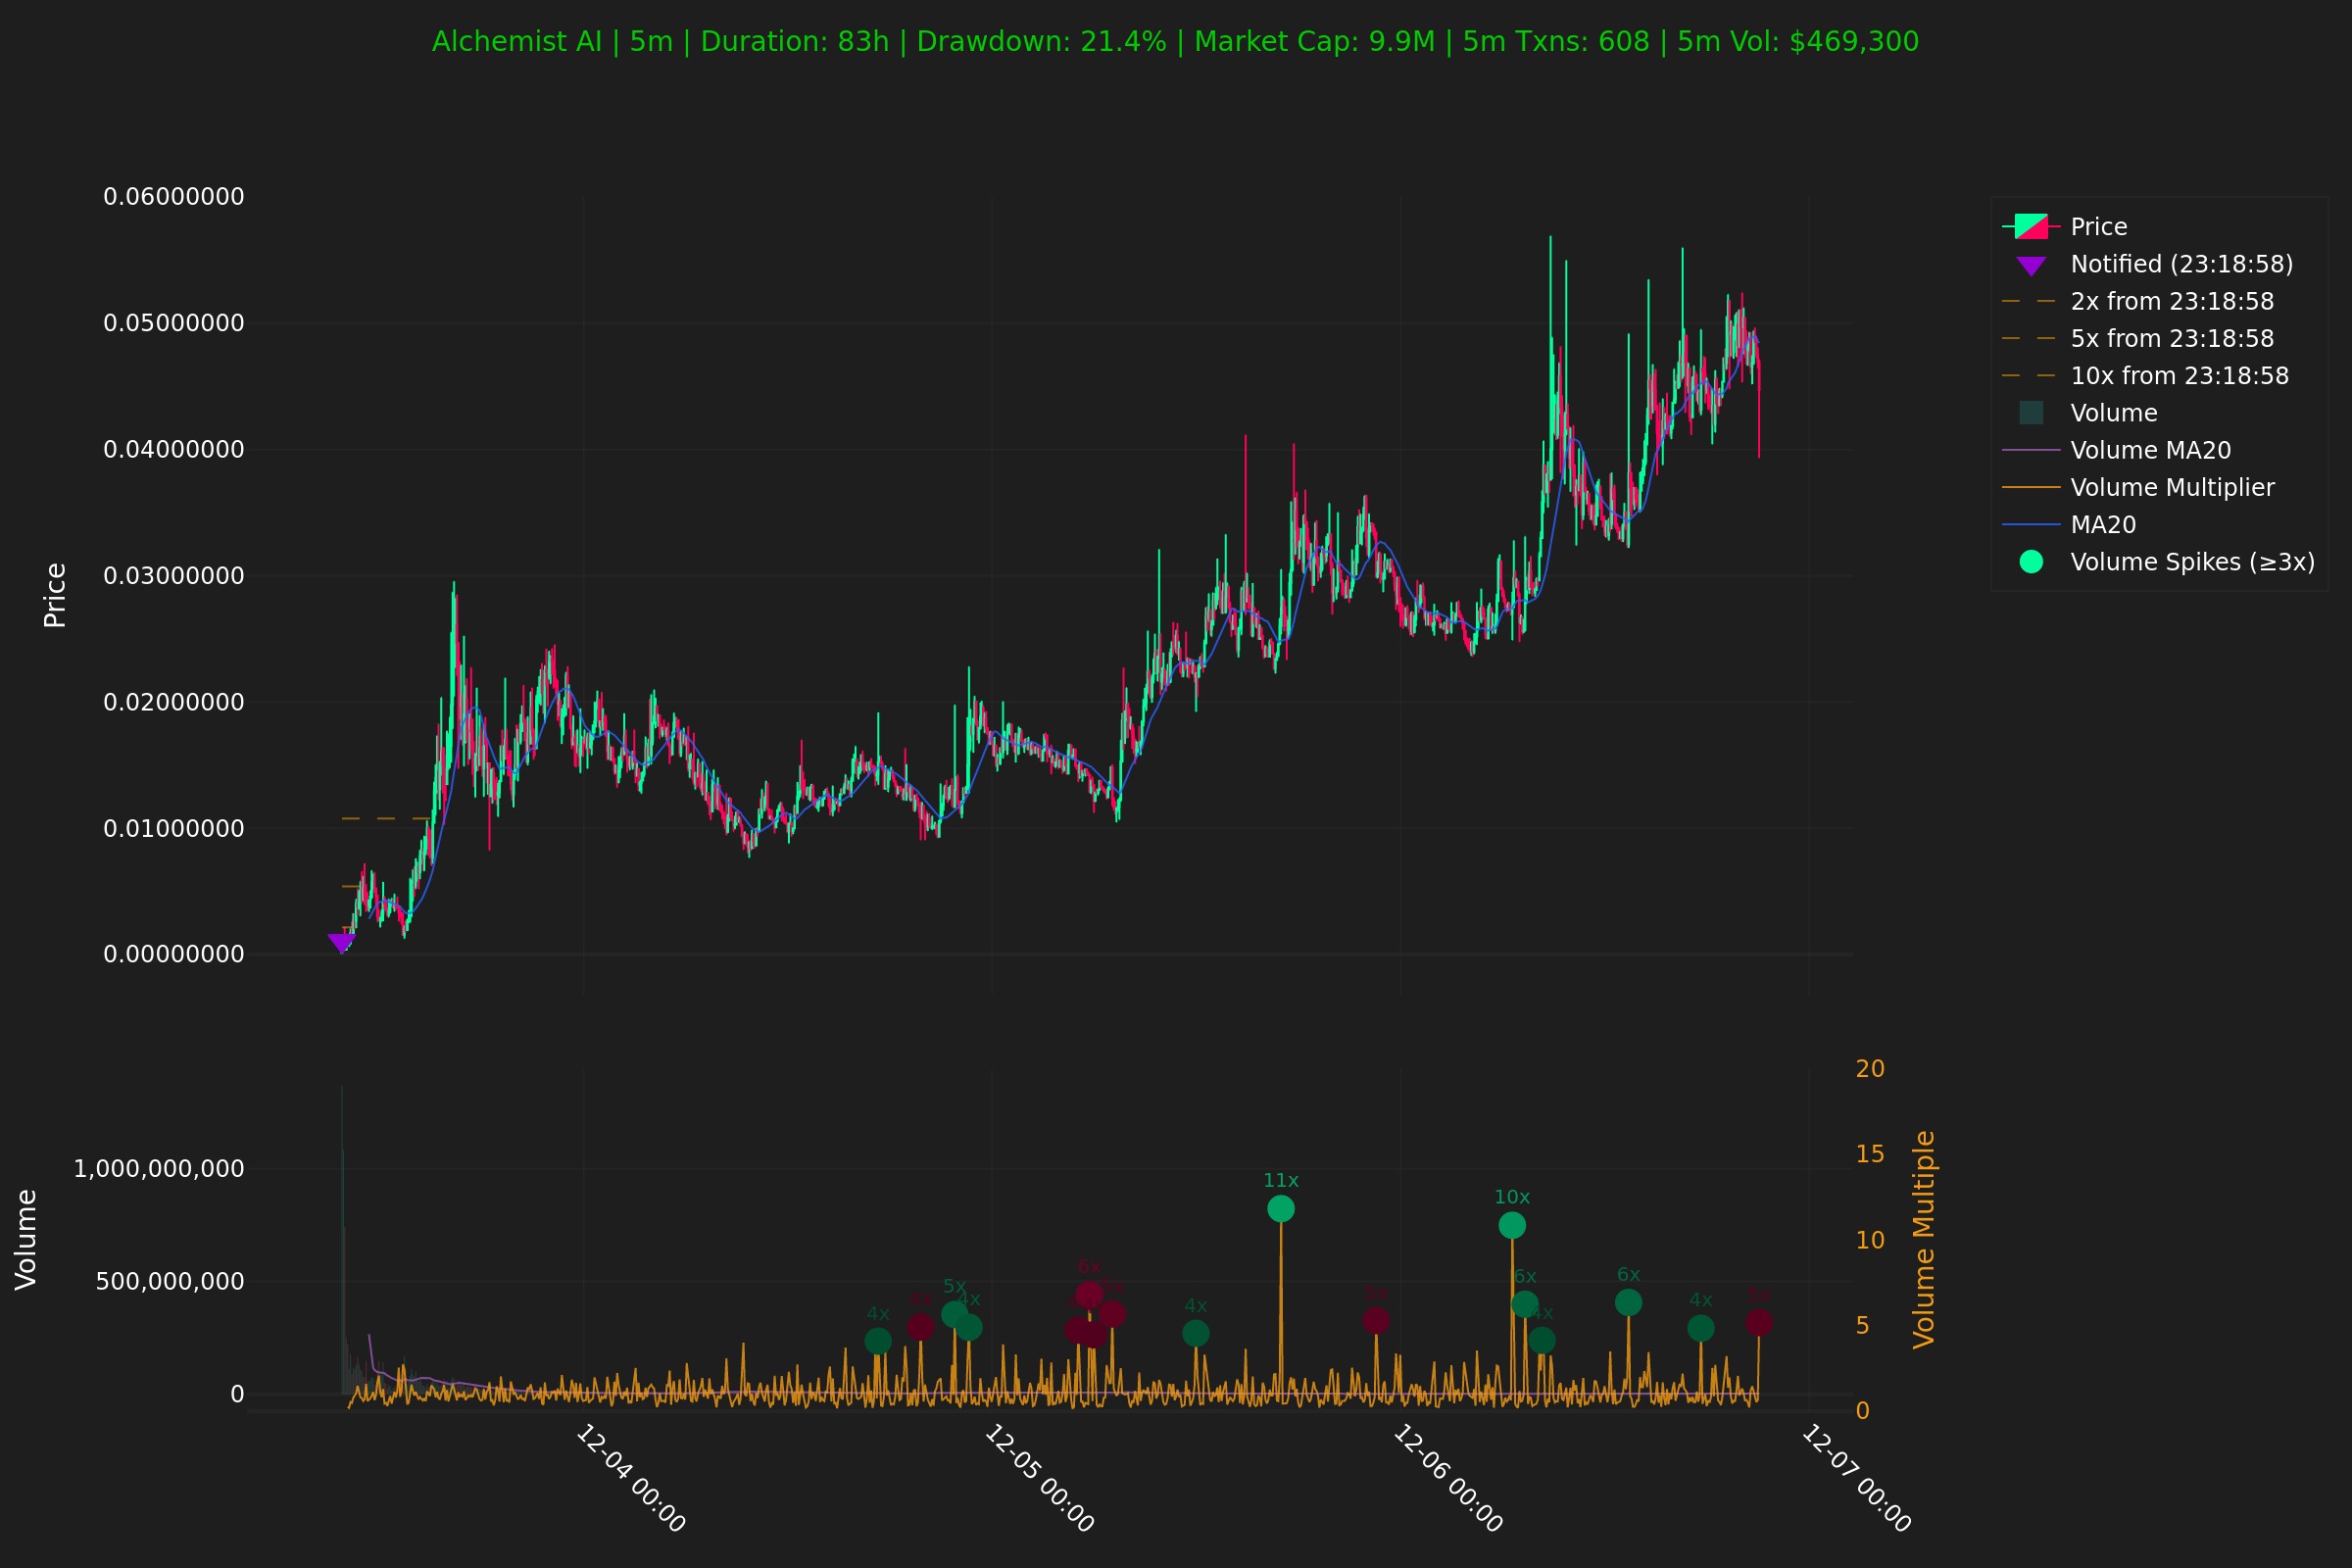 Alchemist AI | 5m | Duration: 83h | Drawdown: 21.4% | Market Cap: 9.9M | 5m Txns: 608 | 5m Vol: $469,300
0.06000000
0.05000000
0.04000000
0.03000000
0.02000000
0.01000000
0.00000000
Price
Price
Notified (23:18:58)
2x from 23:18:58
5x from 23:18:58
10x from 23:18:58
Volume
Volume MA20
Volume Multiplier
MA20
Volume Spikes (≥3x)
1,000,000,000
500,000,000
0
Volume
4x
5x
4x
6x
4x
11x
5x
10x
6x
4x
6x
4x
5x
20
15
10
5
0
Volume Multiple
12-04 00:00
12-05 00:00
12-06 00:00
12-07 00:00